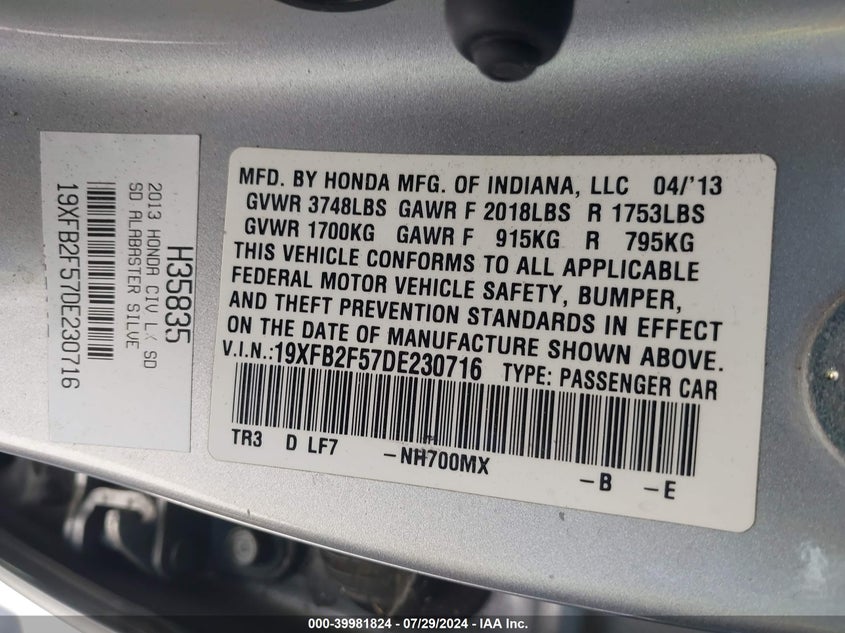 H35835
2013 HONDA CIV LX SD
SD ALABASTER SILVE
19XFB2F57DE230716
MFD. BY HONDA MFG. OF INDIANA, LLC 04/'13
GVWR 3748LBS GAWR F 2018LBS R 1753LBS
GVWR 1700KG GAWR F 915KG R 795KG
THIS VEHICLE CONFORMS TO ALL APPLICABLE
FEDERAL MOTOR VEHICLE SAFETY, BUMPER,
AND THEFT PREVENTION STANDARDS IN EFFECT
ON THE DATE OF MANUFACTURE SHOWN ABOVE.
V.I.N.:19XFB2F57DE230716 TYPE: PASSENGER CAR
TR3 D LF7 -NH700MX -B -E
000-39981824 / 07/29/2024 - IAA Inc.